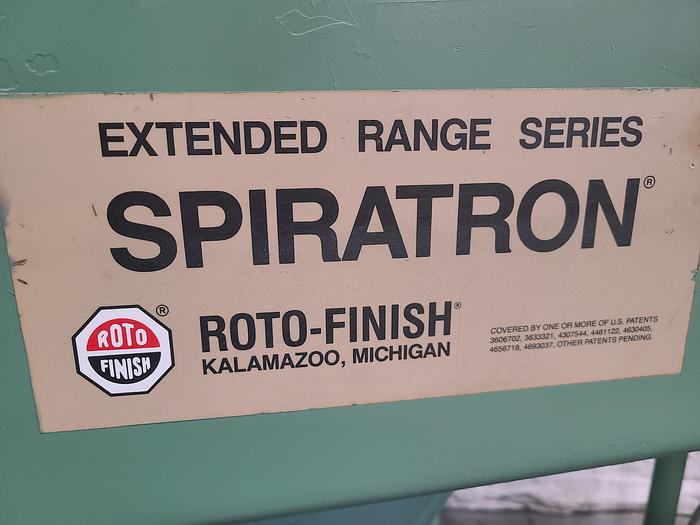 EXTENDED RANGE SERIES
SPIRATRON®
ROTO
FINISH
®
ROTO-FINISH®
KALAMAZOO, MICHIGAN
COVERED BY ONE OR MORE OF U.S. PATENTS
3606702, 3633321, 4307544, 4461122, 4630405,
4656718, 4693037, OTHER PATENTS PENDING.